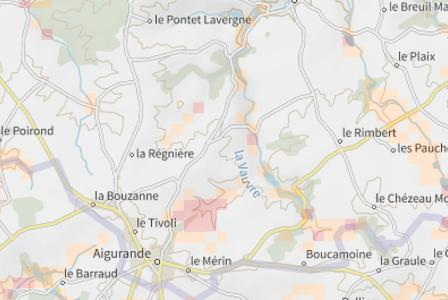 le Pontet Lavergne
le Breuil Ma
le Plaix
le Poirond
le Rimbert
les Pauche
la Régnière
la Vauvre
la Bouzanne
le Chézeau Mo
le Tivoli
Aigurande
le Mérin
Boucamoine
la Graule
le Barraud